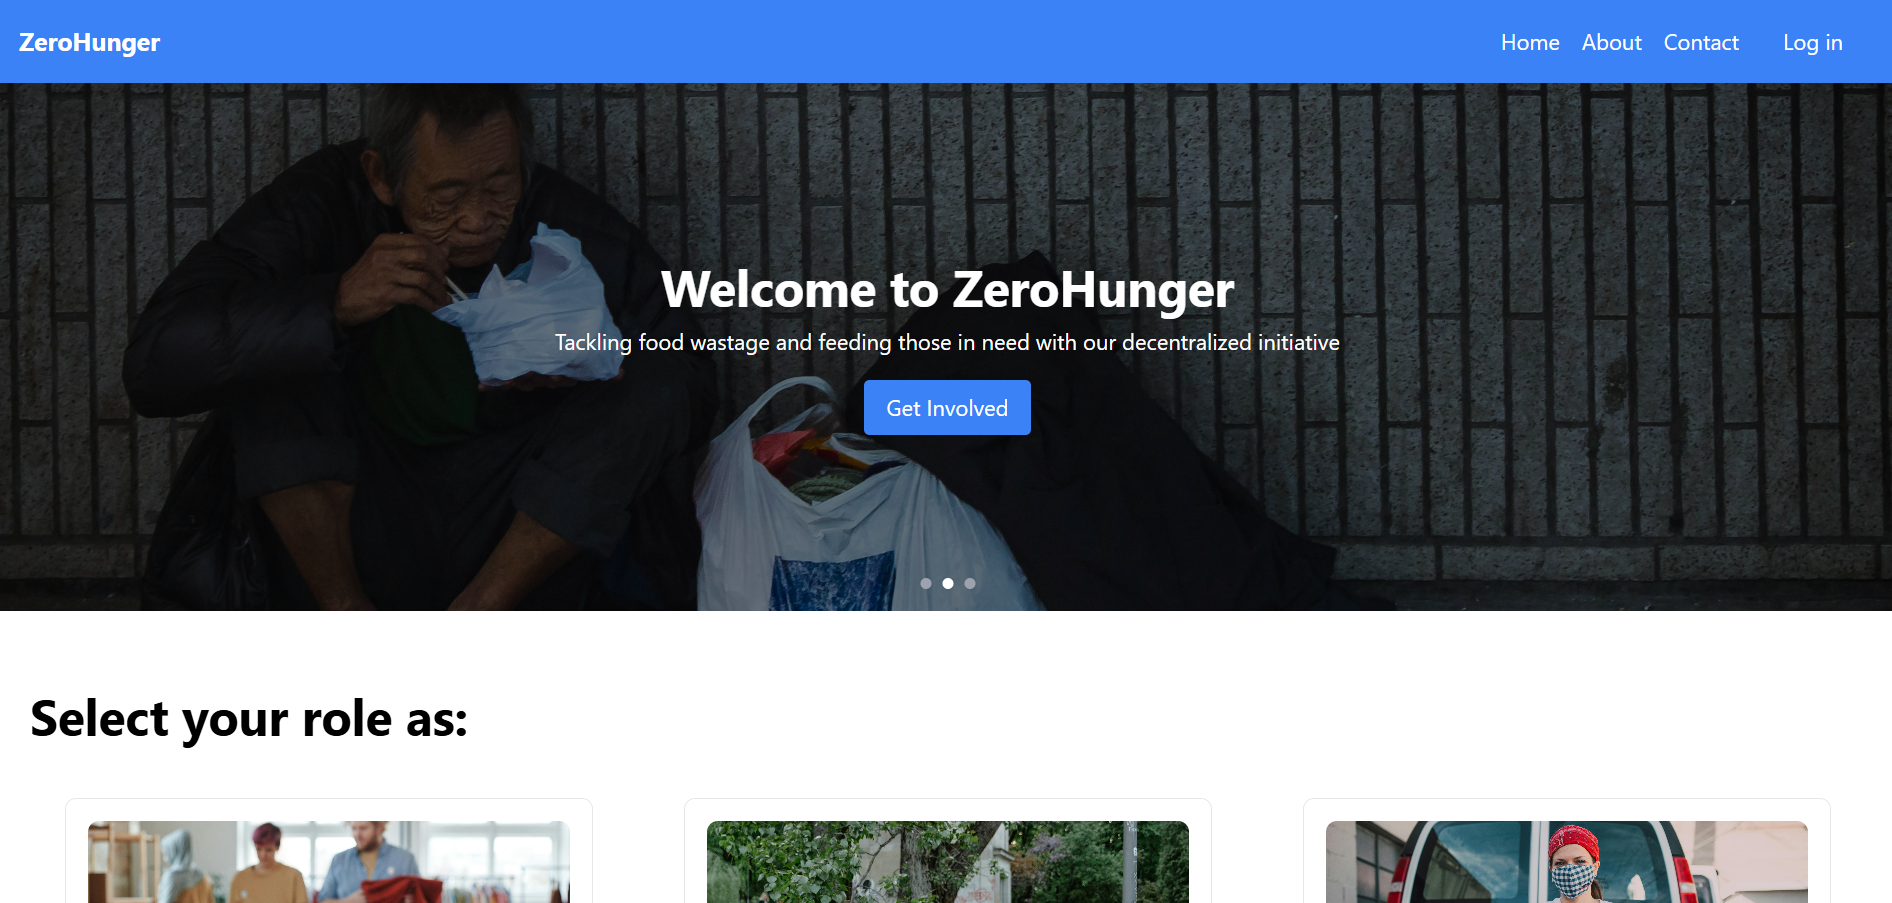 ZeroHunger
Home About Contact Log in
Welcome to ZeroHunger
Tackling food wastage and feeding those in need with our decentralized initiative
Get Involved
Select your role as: